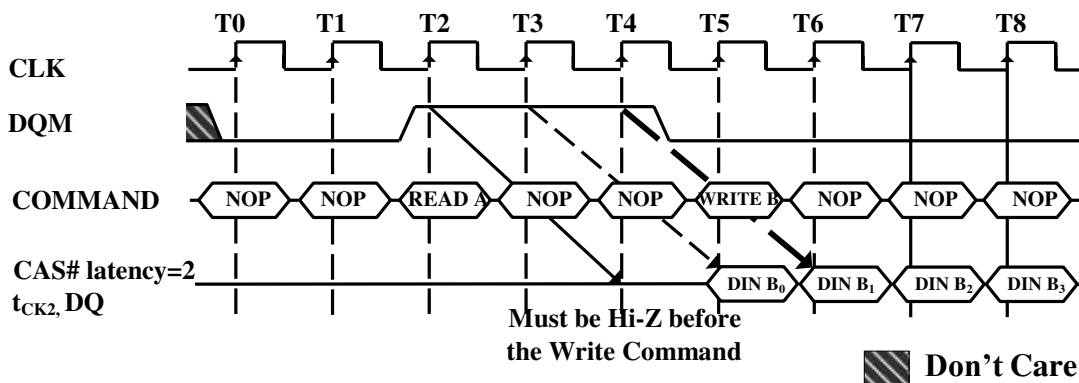 T0 T1 T2 T3 T4 T5 T6 T7 T8
CLK
DQM
COMMAND NOP NOP READ A NOP NOP WRITE B NOP NOP NOP
CAS# latency=2
tCK2, DQ DIN B0 DIN B1 DIN B2 DIN B3
Must be Hi-Z before
the Write Command
Don't Care